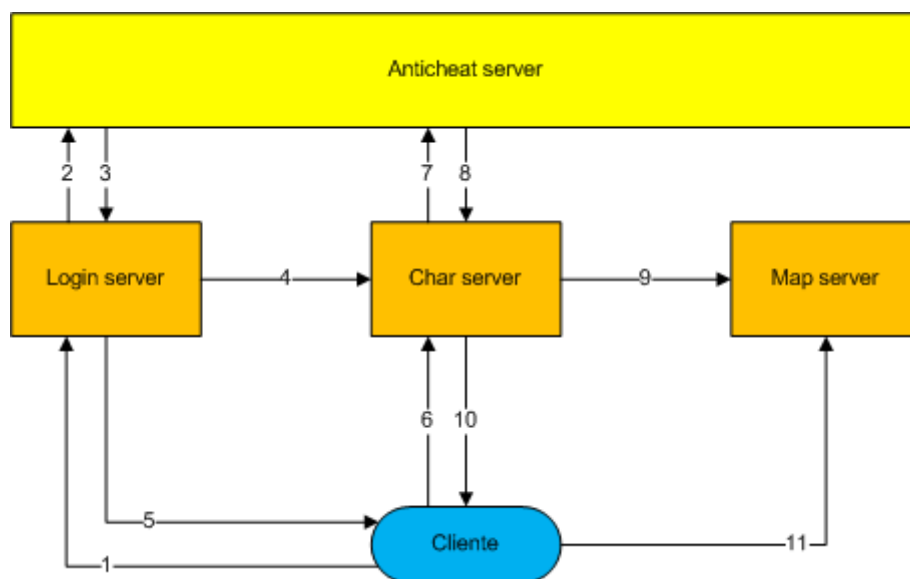 Anticheat server
2 3 7 8
Login server 4 Char server 9 Map server
6 10
5
Cliente 11
1